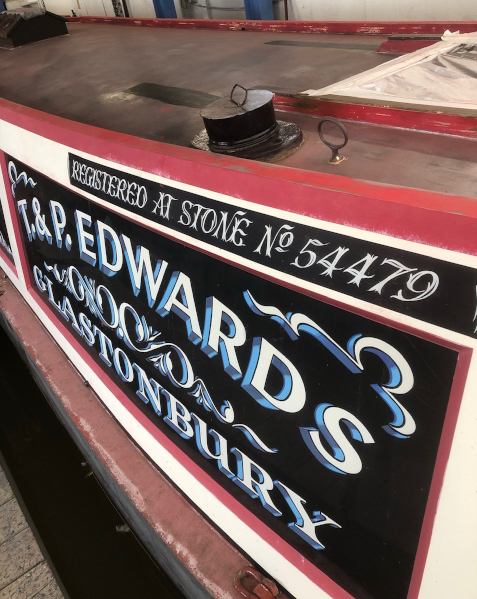 REGISTERED AT STONE Nº 54479
T. & P. EDWARDS
GLASTONBURY